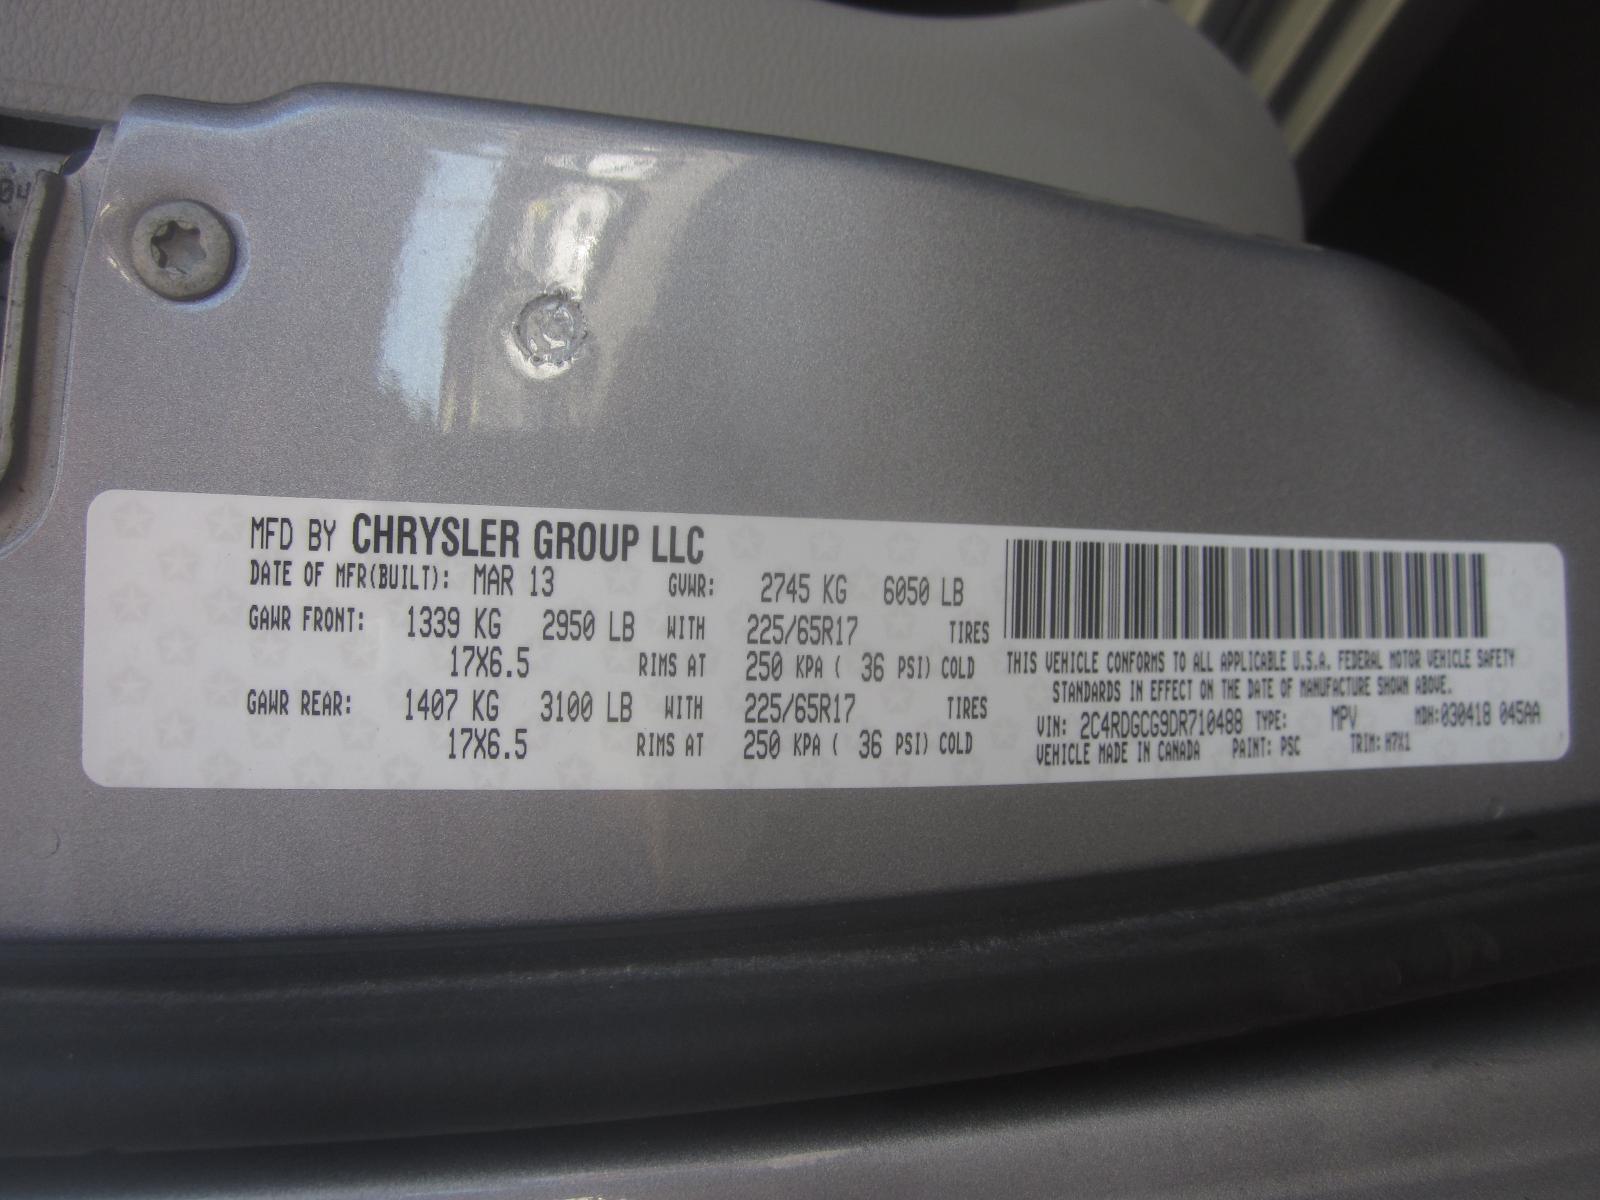 MFD BY CHRYSLER GROUP LLC
DATE OF MFR(BUILT): MAR 13 GVWR: 2745 KG 6050 LB
GAWR FRONT: 1339 KG 2950 LB WITH 225/65R17 TIRES
17X6.5 RIMS AT 250 KPA ( 36 PSI) COLD
GAWR REAR: 1407 KG 3100 LB WITH 225/65R17 TIRES
17X6.5 RIMS AT 250 KPA ( 36 PSI) COLD
THIS VEHICLE CONFORMS TO ALL APPLICABLE U.S.A. FEDERAL MOTOR VEHICLE SAFETY
STANDARDS IN EFFECT ON THE DATE OF MANUFACTURE SHOWN ABOVE.
VIN: 2C4RDGCG9DR710488 TYPE: MPV MDH:030418 045AA
VEHICLE MADE IN CANADA PAINT: PSC TRIM: H7X1